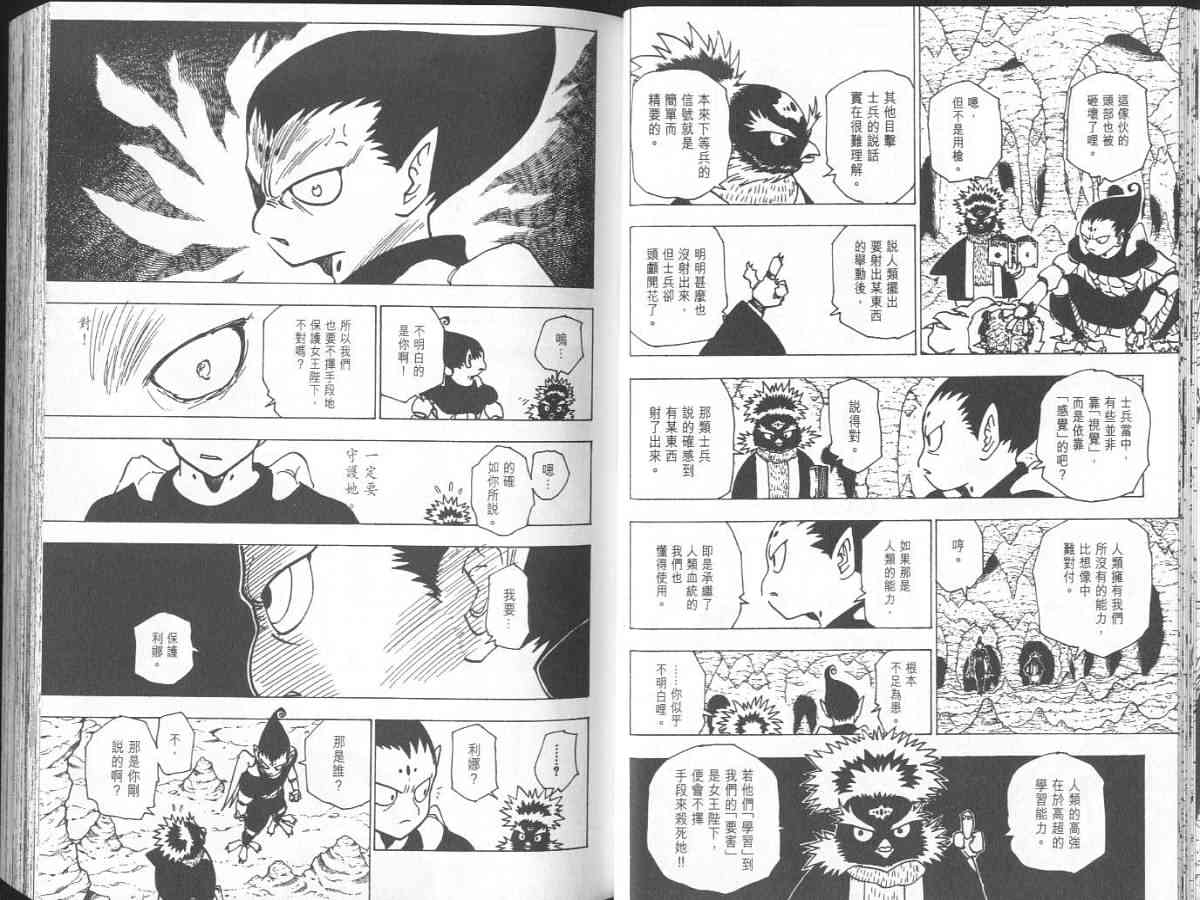 這傢伙的
頭部也被
砸壞了哩。
嗯,
但不是用槍。
其他目擊
士兵的說話
實在很難理解。
本來下等兵的
信號就是
簡單而
精要的。
說人類擺出
要射出某東西
的舉動後,
明明甚麼也
沒射出來,
但士兵卻
頭顱開花了。
士兵當中,
有些並非
靠「視覺」,
而是依靠
「感覺」的吧?
說得對。
那類士兵
說的確感到
有某東西
射了出來。
人類擁有我們
所沒有的能力,
比想像中
難對付。
哼。
如果那是
人類的能力,
即是承繼了
人類血統的
我們也
懂得使用。
根本
不足為患。
……你似乎
不明白哩。
人類的高強
在於高超的
學習能力。
若他們「學習」到
我們的「要害」
是女王陛下,
便會不擇
手段來殺死她!!
嗚…
不明白的
是你啊!
所以我們
也要不擇手段地
保護女王陛下,
不對嗎?
對!
嗯…
的確
如你所說。
一定要
守護她。
我要…
保護
利娜。
……?
利娜?
那是誰?
不,
那是你剛
說的啊?